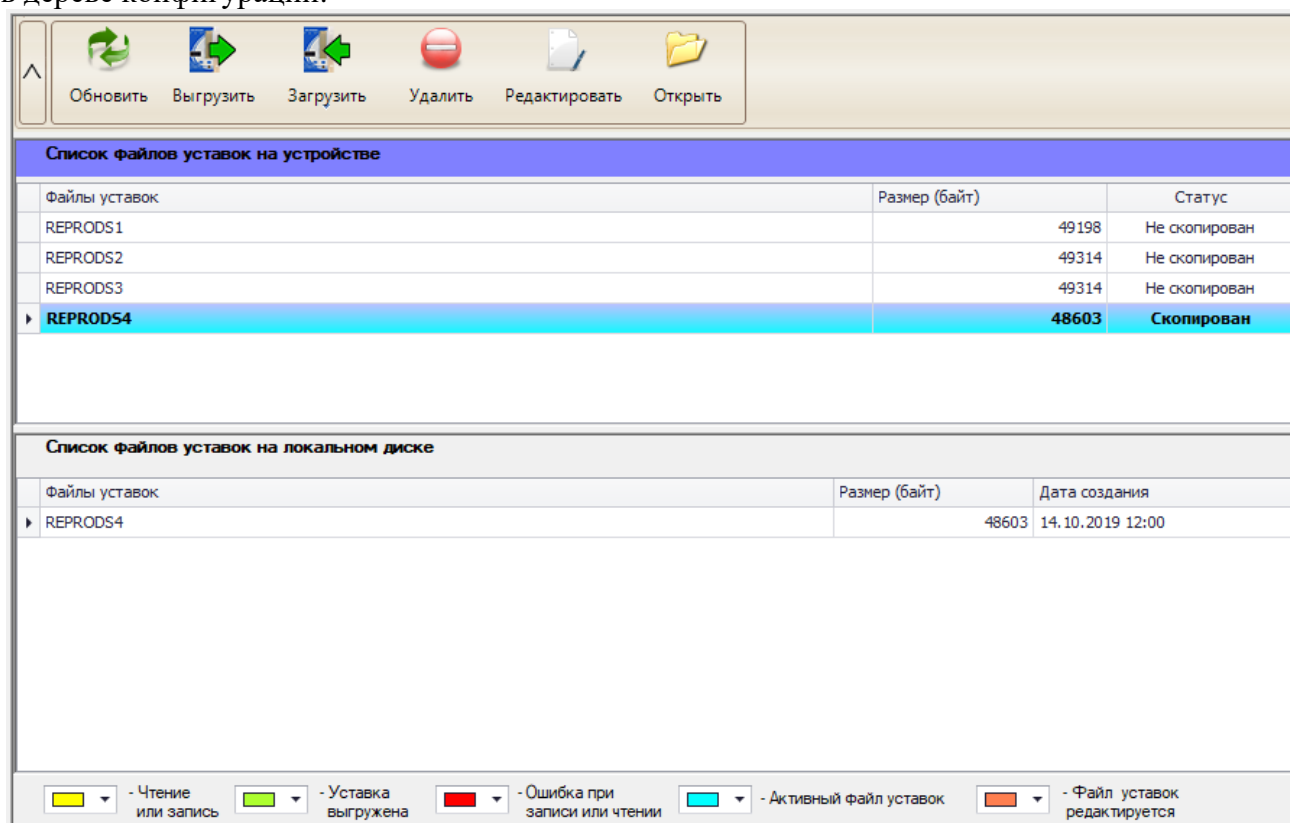 в дереве конфигурации.
Обновить Выгрузить Загрузить Удалить Редактировать Открыть
Список файлов уставок на устройстве
Файлы уставок Размер (байт) Статус
REPRODS1 49198 Не скопирован
REPRODS2 49314 Не скопирован
REPRODS3 49314 Не скопирован
REPRODS4 48603 Скопирован
Список файлов уставок на локальном диске
Файлы уставок Размер (байт) Дата создания
REPRODS4 48603 14.10.2019 12:00
- Чтение - Уставка - Ошибка при - Активный файл уставок - Файл уставок
или запись выгружена записи или чтении редактируется